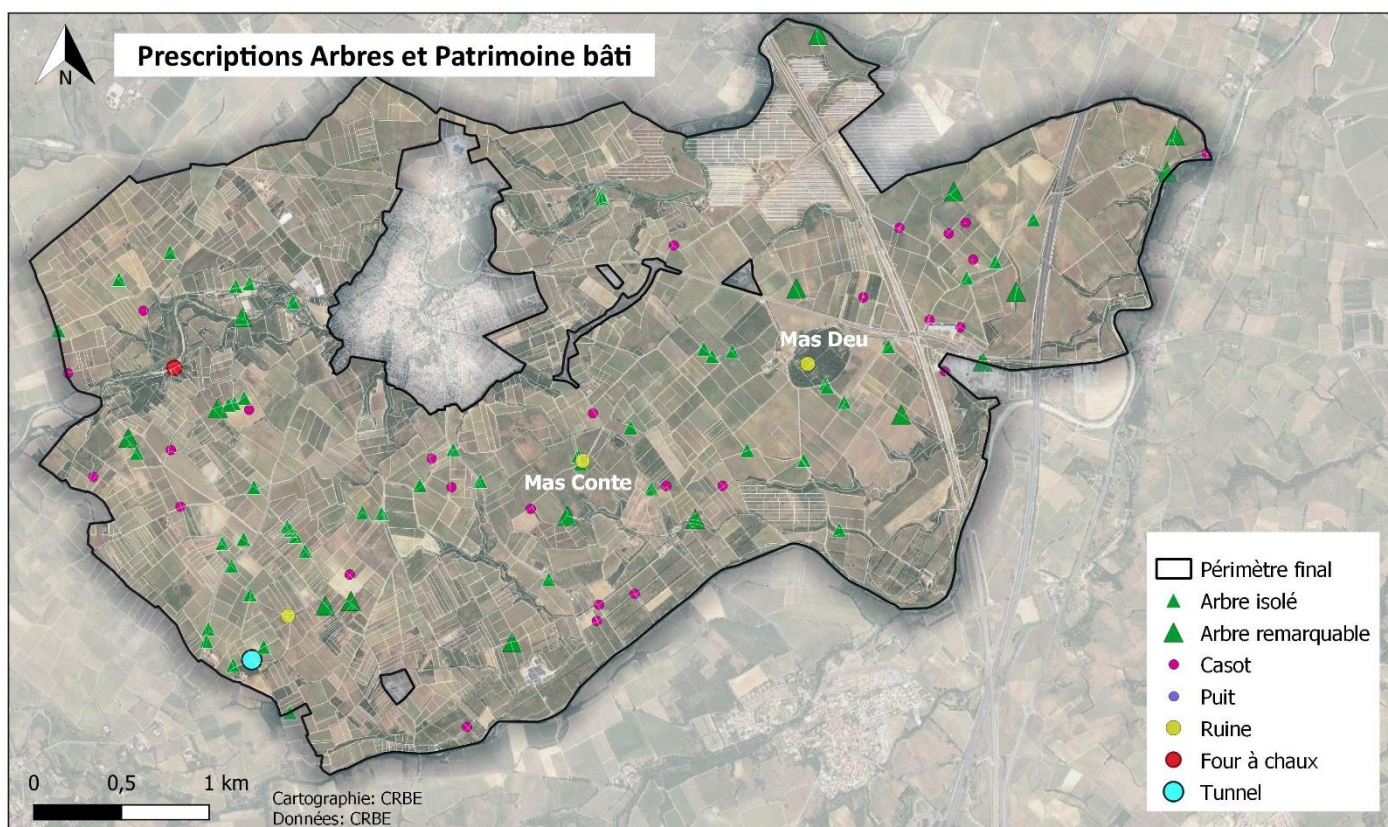 Prescriptions Arbres et Patrimoine bâti
N
Mas Deu
Mas Conte
Périmètre final
Arbre isolé
Arbre remarquable
Casot
Puit
Ruine
Four à chaux
Tunnel
0 0,5 1 km
Cartographie: CRBE
Données: CRBE